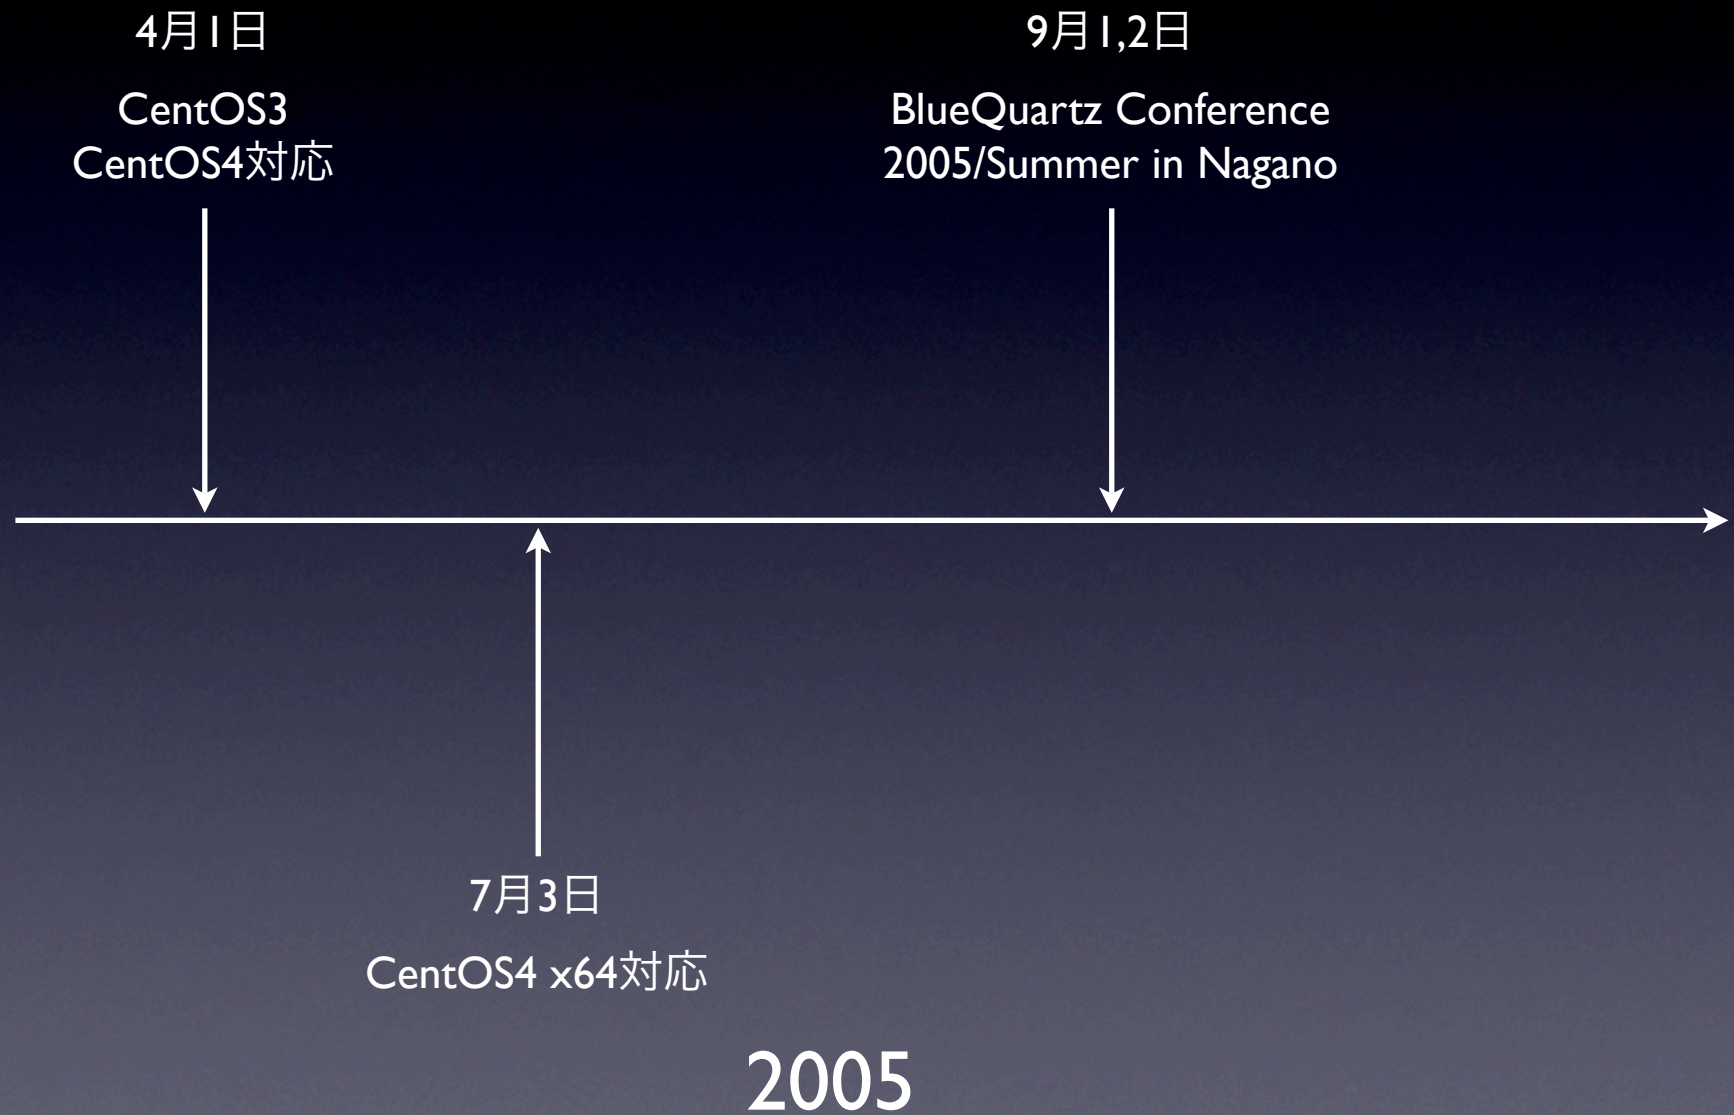 4月1日
CentOS3
CentOS4対応
9月1,2日
BlueQuartz Conference
2005/Summer in Nagano
7月3日
CentOS4 x64対応
2005